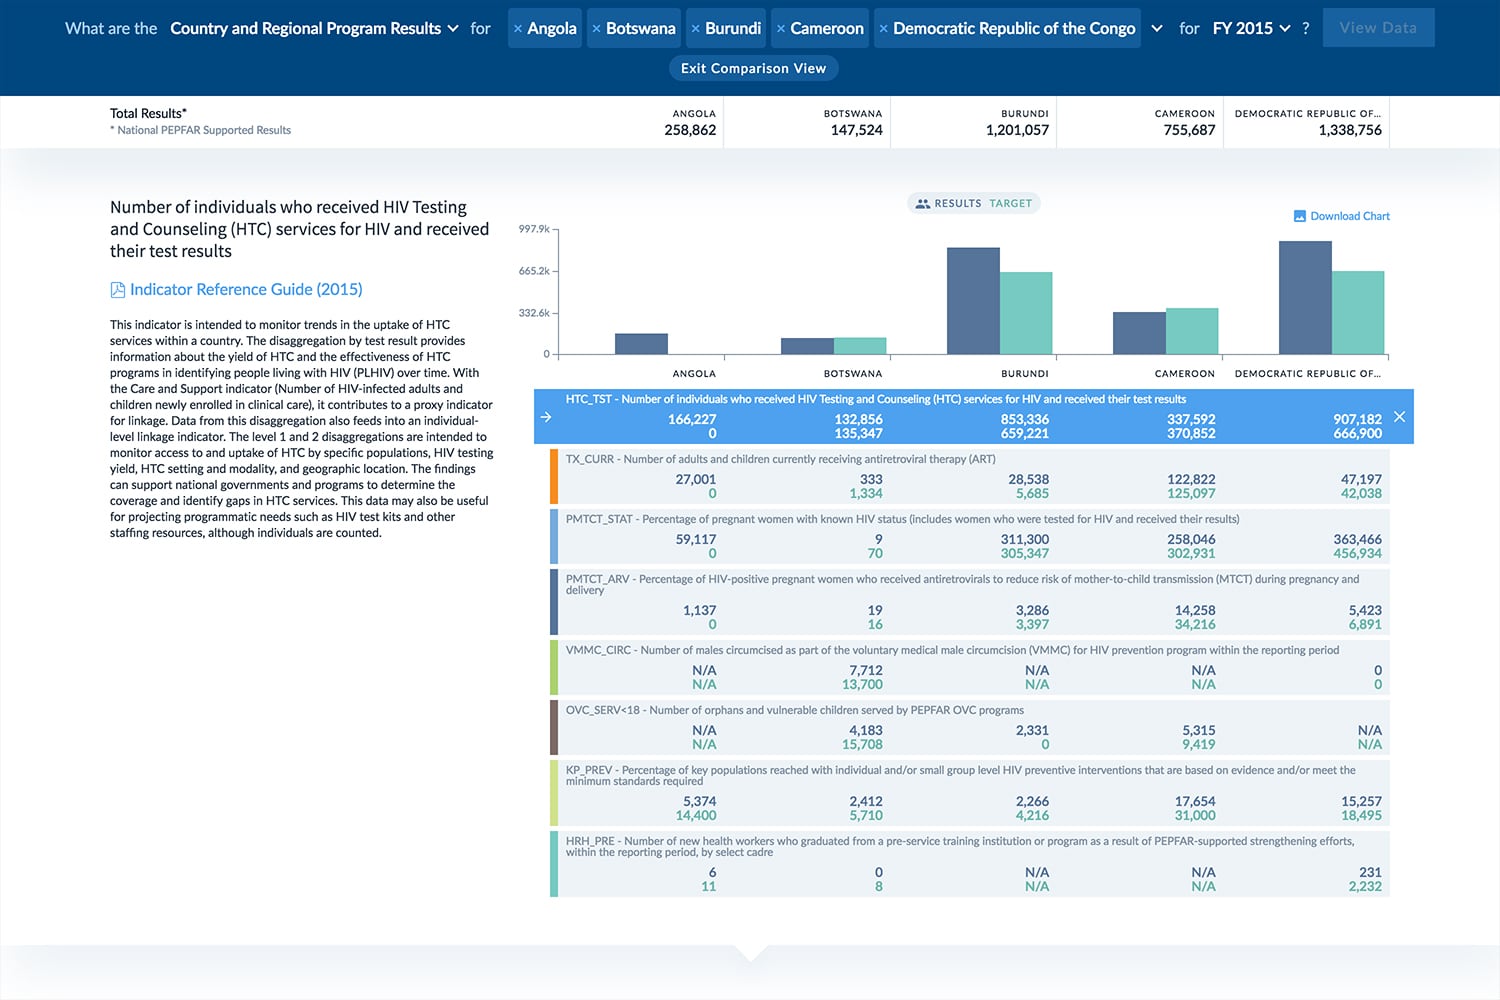 What are the Country and Regional Program Results for × Angola × Botswana × Burundi × Cameroon × Democratic Republic of the Congo for FY 2015 ? View Data
Exit Comparison View
Total Results*
* National PEPFAR Supported Results
ANGOLA BOTSWANA BURUNDI CAMEROON DEMOCRATIC REPUBLIC OF...
258,862 147,524 1,201,057 755,687 1,338,756
Number of individuals who received HIV Testing
and Counseling (HTC) services for HIV and received
their test results
Indicator Reference Guide (2015)
This indicator is intended to monitor trends in the uptake of HTC
services within a country. The disaggregation by test result provides
information about the yield of HTC and the effectiveness of HTC
programs in identifying people living with HIV (PLHIV) over time. With
the Care and Support indicator (Number of HIV-infected adults and
children newly enrolled in clinical care), it contributes to a proxy indicator
for linkage. Data from this disaggregation also feeds into an individual-
level linkage indicator. The level 1 and 2 disaggregations are intended to
monitor access to and uptake of HTC by specific populations, HIV testing
yield, HTC setting and modality, and geographic location. The findings
can support national governments and programs to determine the
coverage and identify gaps in HTC services. This data may also be useful
for projecting programmatic needs such as HIV test kits and other
staffing resources, although individuals are counted.
RESULTS TARGET
Download Chart
997.9k
665.2k
332.6k
0
ANGOLA BOTSWANA BURUNDI CAMEROON DEMOCRATIC REPUBLIC OF...
HTC_TST - Number of individuals who received HIV Testing and Counseling (HTC) services for HIV and received their test results
166,227 132,856 853,336 337,592 907,182
0 135,347 659,221 370,852 666,900
TX_CURR - Number of adults and children currently receiving antiretroviral therapy (ART)
27,001 333 28,538 122,822 47,197
0 1,334 5,685 125,097 42,038
PMTCT_STAT - Percentage of pregnant women with known HIV status (includes women who were tested for HIV and received their results)
59,117 9 311,300 258,046 363,466
0 70 305,347 302,931 456,934
PMTCT_ARV - Percentage of HIV-positive pregnant women who received antiretrovirals to reduce risk of mother-to-child transmission (MTCT) during pregnancy and
delivery
1,137 19 3,286 14,258 5,423
0 16 3,397 34,216 6,891
VMMC_CIRC - Number of males circumcised as part of the voluntary medical male circumcision (VMMC) for HIV prevention program within the reporting period
N/A 7,712 N/A N/A 0
N/A 13,700 N/A N/A 0
OVC_SERV<18 - Number of orphans and vulnerable children served by PEPFAR OVC programs
N/A 4,183 2,331 5,315 N/A
N/A 15,708 0 9,419 N/A
KP_PREV - Percentage of key populations reached with individual and/or small group level HIV preventive interventions that are based on evidence and/or meet the
minimum standards required
5,374 2,412 2,266 17,654 15,257
14,400 5,710 4,216 31,000 18,495
HRH_PRE - Number of new health workers who graduated from a pre-service training institution or program as a result of PEPFAR-supported strengthening efforts,
within the reporting period, by select cadre
6 0 N/A N/A 231
11 8 N/A N/A 2,232